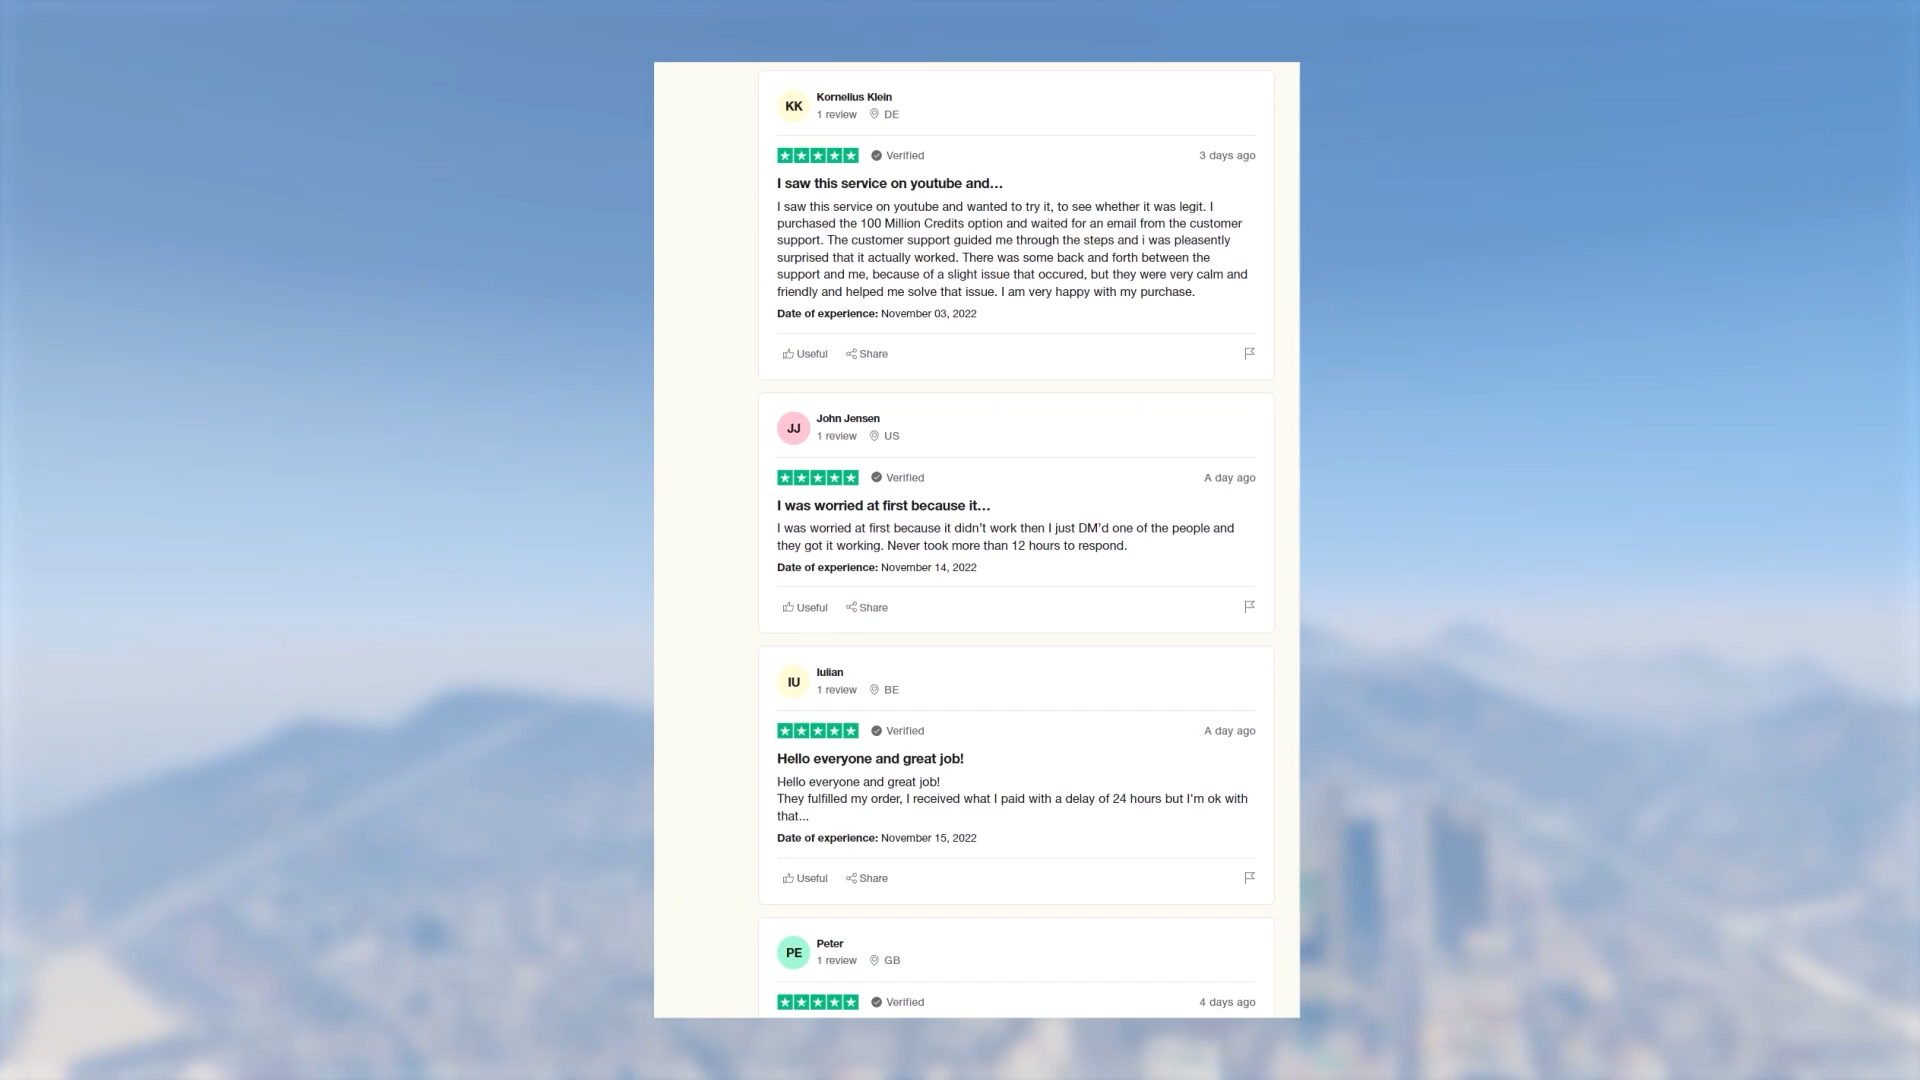 KK
Kornelius Klein
1 review DE
Verified 3 days ago
I saw this service on youtube and…
I saw this service on youtube and wanted to try it, to see whether it was legit. I
purchased the 100 Million Credits option and waited for an email from the customer
support. The customer support guided me through the steps and i was pleasently
surprised that it actually worked. There was some back and forth between the
support and me, because of a slight issue that occured, but they were very calm and
friendly and helped me solve that issue. I am very happy with my purchase.
Date of experience: November 03, 2022
Useful Share
JJ
John Jensen
1 review US
Verified A day ago
I was worried at first because it…
I was worried at first because it didn't work then I just DM'd one of the people and
they got it working. Never took more than 12 hours to respond.
Date of experience: November 14, 2022
Useful Share
IU
Iulian
1 review BE
Verified A day ago
Hello everyone and great job!
Hello everyone and great job!
They fulfilled my order, I received what I paid with a delay of 24 hours but I'm ok with
that...
Date of experience: November 15, 2022
Useful Share
PE
Peter
1 review GB
Verified 4 days ago